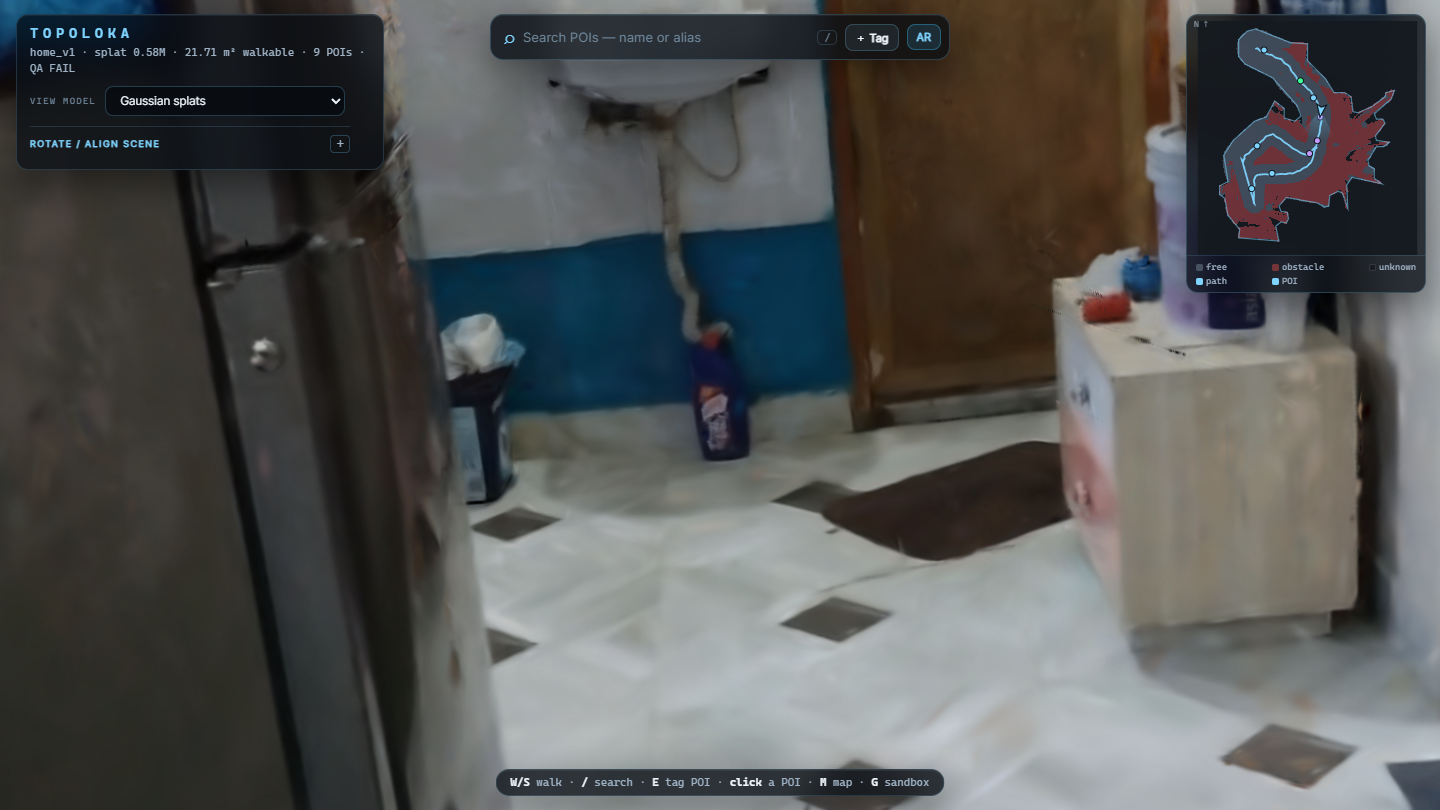 TOPOLOKA
home_v1 · splat 0.58M · 21.71 m² walkable · 9 POIs ·
QA FAIL
VIEW MODEL Gaussian splats
ROTATE / ALIGN SCENE +
Search POIs — name or alias / + Tag AR
N ↑
free obstacle unknown
path POI
W/S walk · / search · E tag POI · click a POI · M map · G sandbox